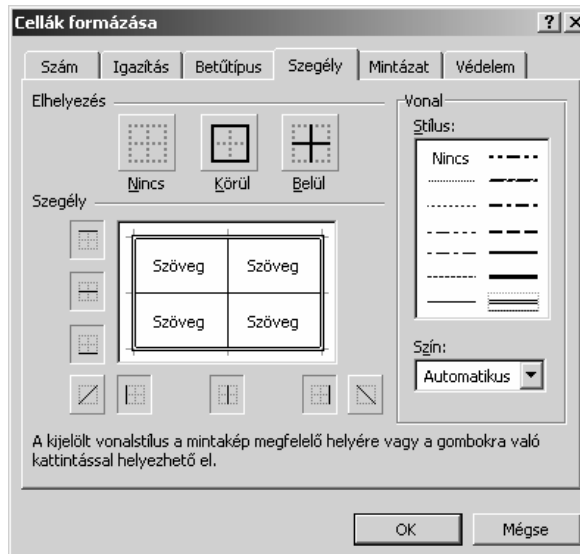 Cellák formázása
Szám Igazítás Betűtípus Szegély Mintázat Védelem
Elhelyezés
Nincs Körül Belül
Szegély
Szöveg Szöveg
Szöveg Szöveg
Vonal
Stílus:
Nincs
Szín:
Automatikus
A kijelölt vonalstílus a mintakép megfelelő helyére vagy a gombokra való
kattintással helyezhető el.
OK Mégse